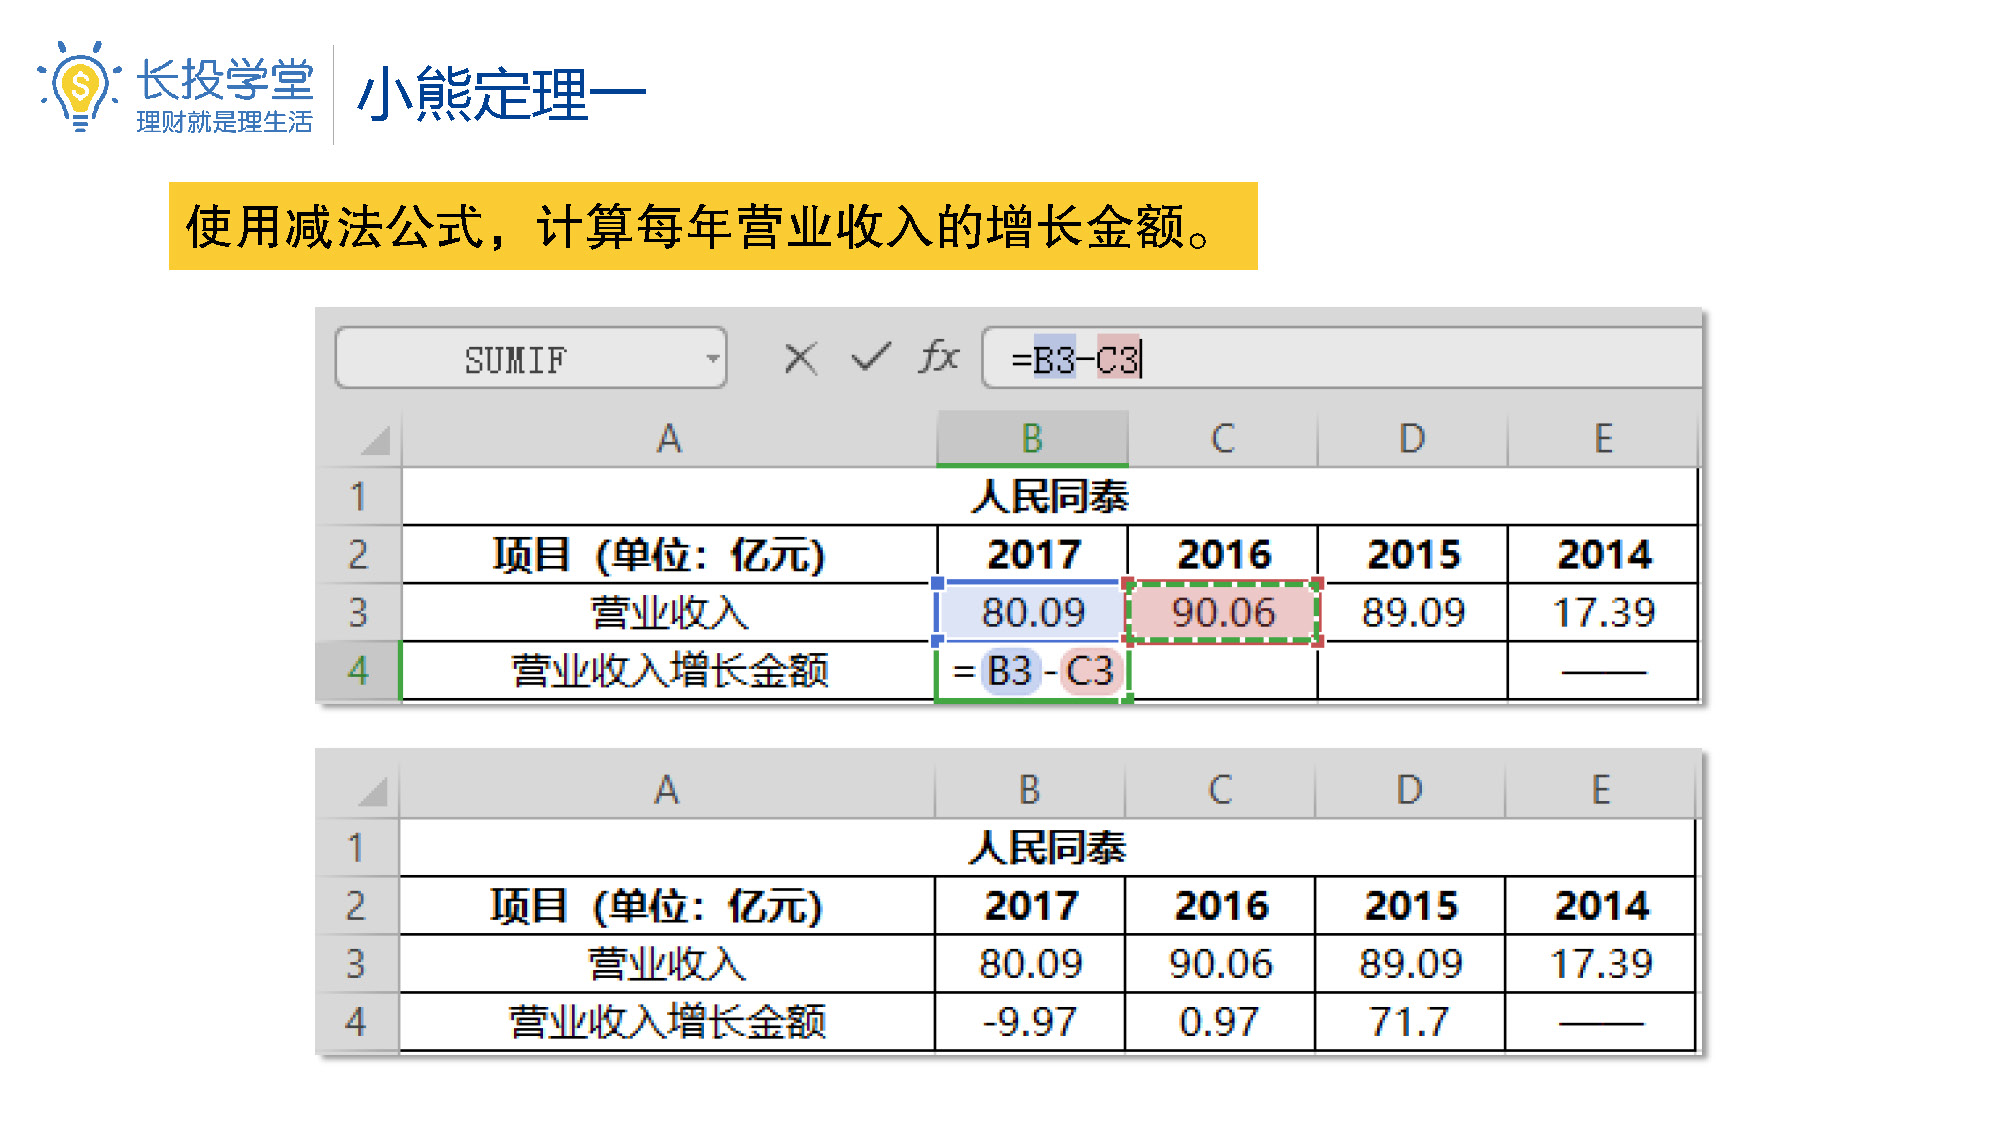 长投学堂
理财就是理生活
小熊定理一
使用减法公式，计算每年营业收入的增长金额。
SUMIF fx =B3-C3
A B C D E
1 人民同泰
2 项目（单位：亿元) 2017 2016 2015 2014
3 营业收入 80.09 90.06 89.09 17.39
4 营业收入增长金额 =B3-C3 ——
A B C D E
1 人民同泰
2 项目（单位：亿元) 2017 2016 2015 2014
3 营业收入 80.09 90.06 89.09 17.39
4 营业收入增长金额 -9.97 0.97 71.7 ——